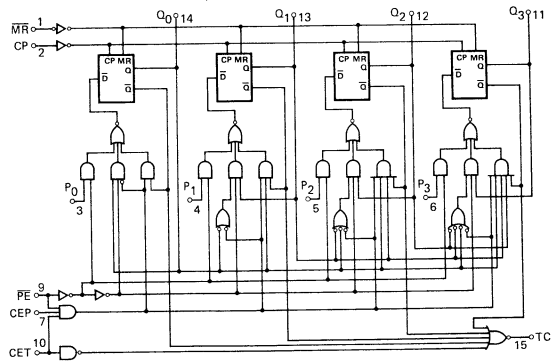 Q0 14 Q1 13 Q2 12 Q3 11
MR 1
CP 2
CP MR CP MR CP MR CP MR
D Q D Q D Q D Q
Q Q Q Q
P0 P1 P2 P3
3 4 5 6
PE 9
CEP 7
CET 10
15 TC